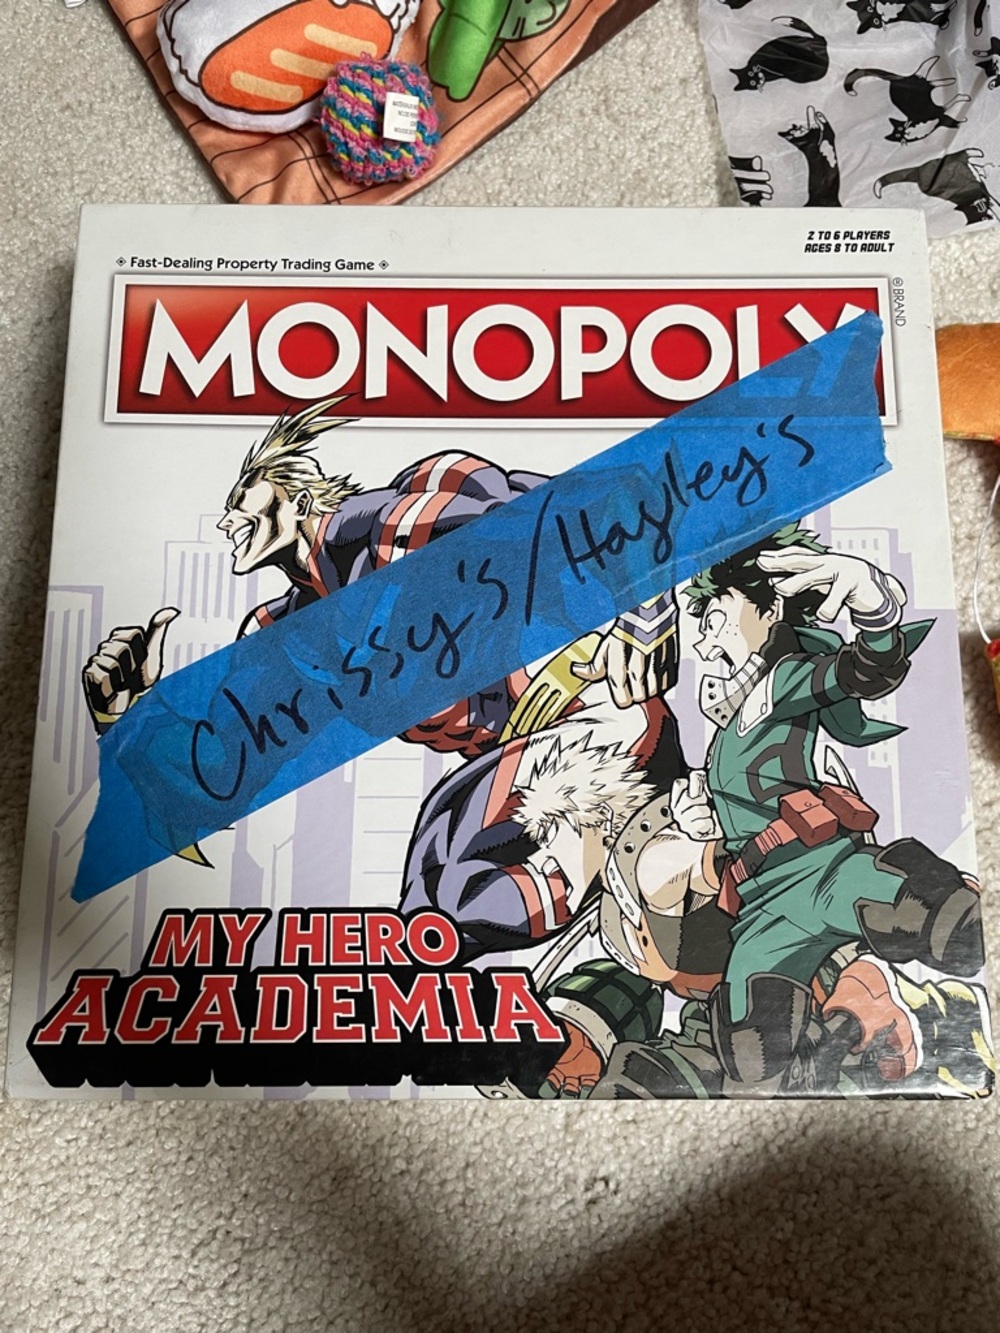 2 TO 6 PLAYERS
AGES 8 TO ADULT
◈ Fast-Dealing Property Trading Game ◈
MONOPOLY
® BRAND
Chrissy's/Hayley's
MY HERO
ACADEMIA